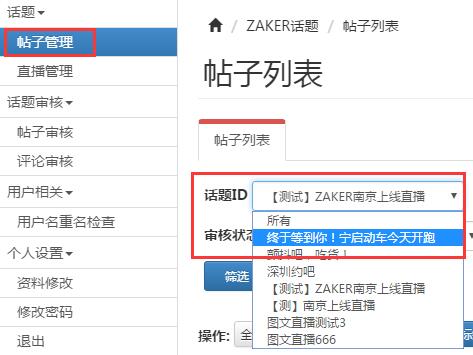 话题
帖子管理
直播管理
话题审核
帖子审核
评论审核
用户相关
用户名重名检查
个人设置
资料修改
修改密码
退出
/ ZAKER话题 / 帖子列表
帖子列表
帖子列表
话题ID 【测试】ZAKER南京上线直播
所有
终于等到你！宁启动车今天开跑
颤抖吧，吃货！
深圳约吧
【测试】ZAKER南京上线直播
【测】南京上线直播
图文直播测试3
图文直播666
审核状态
筛选
操作: 全